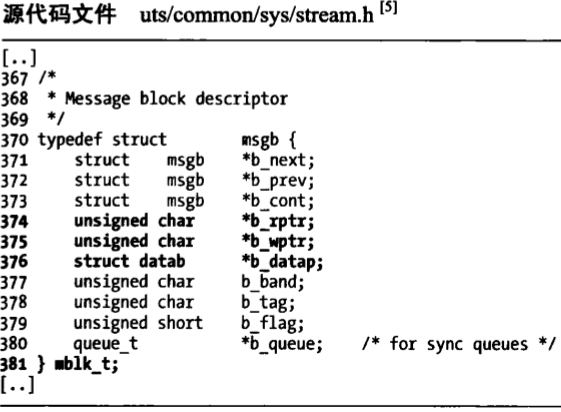 源代码文件 uts/common/sys/stream.h [5]
[..]
367 /*
368  * Message block descriptor
369  */
370 typedef struct        msgb {
371     struct    msgb    *b_next;
372     struct    msgb    *b_prev;
373     struct    msgb    *b_cont;
374     unsigned char     *b_rptr;
375     unsigned char     *b_wptr;
376     struct datab      *b_datap;
377     unsigned char     b_band;
378     unsigned char     b_tag;
379     unsigned short    b_flag;
380     queue_t           *b_queue;    /* for sync queues */
381 } mblk_t;
[..]